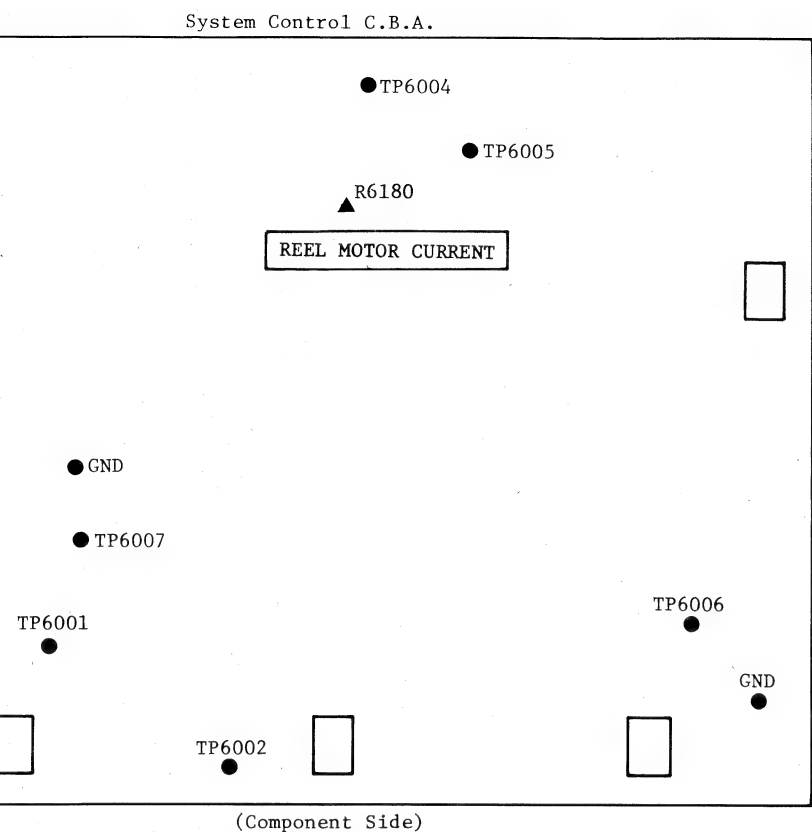 System Control C.B.A.
TP6004
TP6005
R6180
REEL MOTOR CURRENT
GND
TP6007
TP6006
TP6001
GND
TP6002
(Component Side)